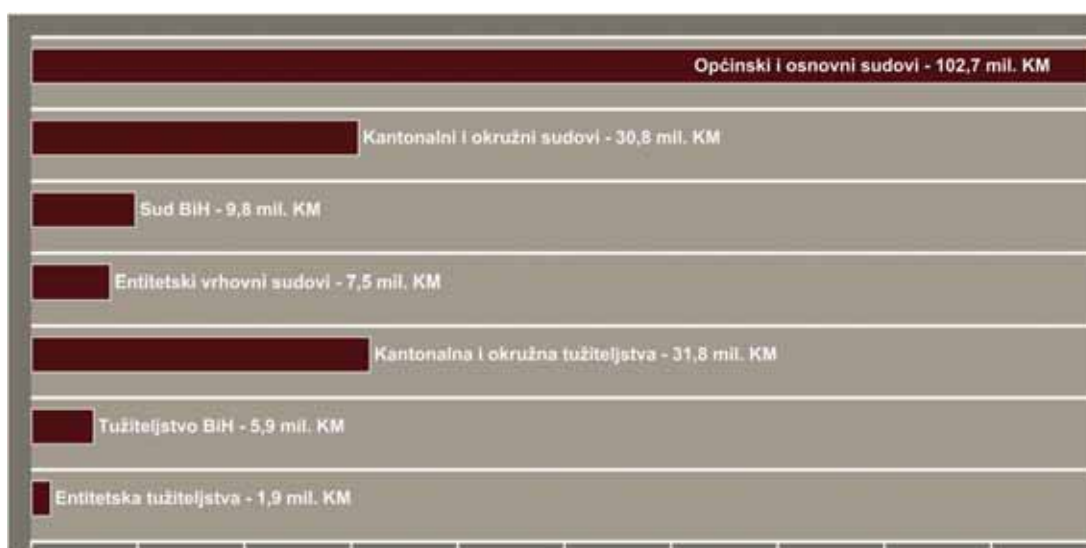 Općinski i osnovni sudovi - 102,7 mil. KM
Kantonalni i okružni sudovi - 30,8 mil. KM
Sud BiH - 9,8 mil. KM
Entitetski vrhovni sudovi - 7,5 mil. KM
Kantonalna i okružna tužiteljstva - 31,8 mil. KM
Tužiteljstvo BiH - 5,9 mil. KM
Entitetska tužiteljstva - 1,9 mil. KM